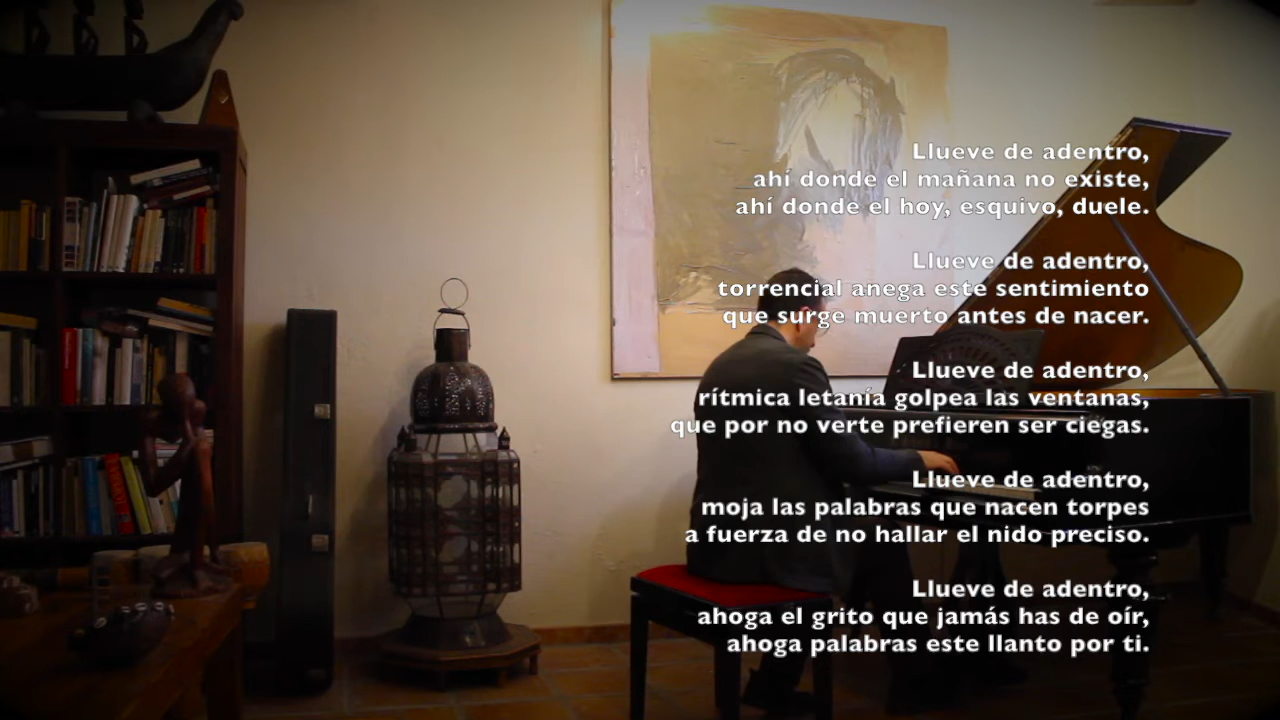 Llueve de adentro,
ahí donde el mañana no existe,
ahí donde el hoy, esquivo, duele.
Llueve de adentro,
torrencial anega este sentimiento
que surge muerto antes de nacer.
Llueve de adentro,
rítmica letanía golpea las ventanas,
que por no verte prefieren ser ciegas.
Llueve de adentro,
moja las palabras que nacen torpes
a fuerza de no hallar el nido preciso.
Llueve de adentro,
ahoga el grito que jamás has de oír,
ahoga palabras este llanto por ti.